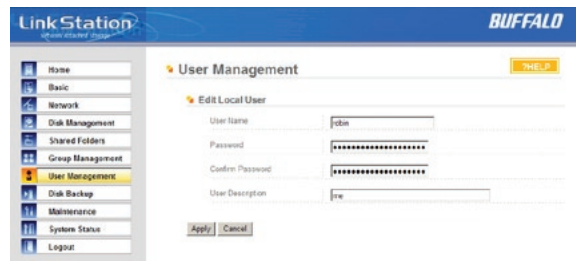 LinkStation
BUFFALO
Home
Basic
Network
Disk Management
Shared Folders
Group Management
User Management
Disk Backup
Maintenance
System Status
Logout
User Management
?HELP
Edit Local User
User Name
robin
Password
••••••••••••••••••••
Confirm Password
••••••••••••••••••••
User Description
me
Apply
Cancel